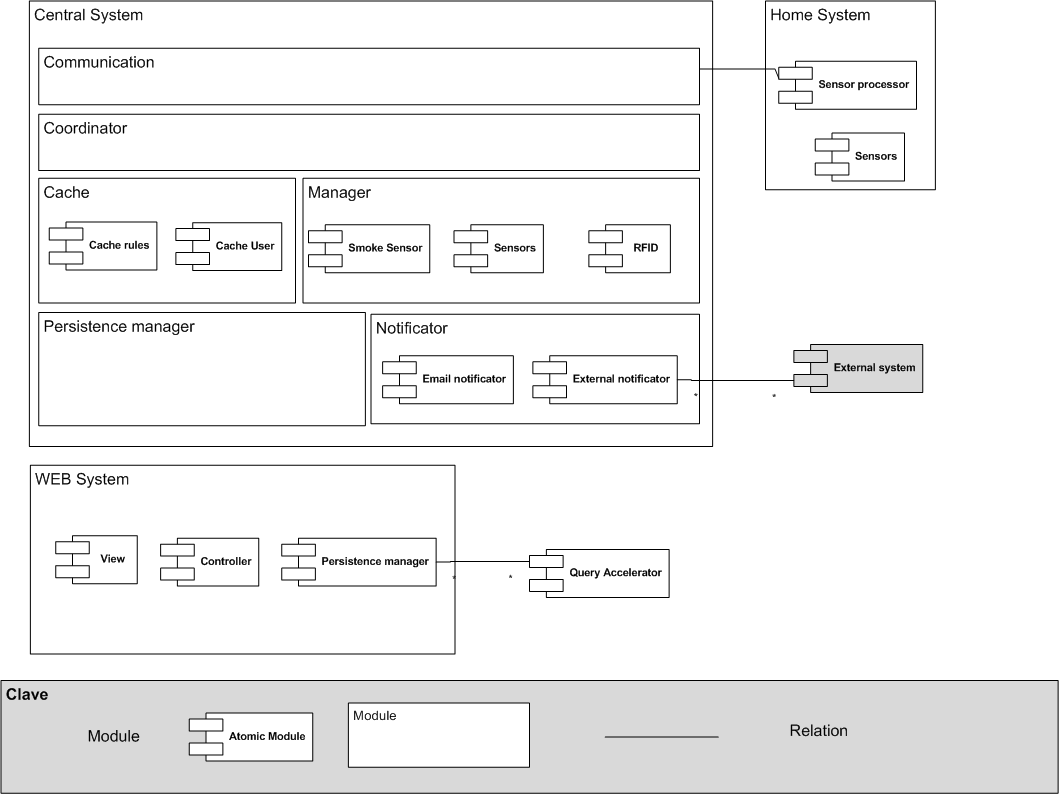 Central System
Home System
Communication
Sensor processor
Coordinator
Sensors
Cache
Manager
Cache rules
Cache User
Smoke Sensor
Sensors
RFID
Persistence manager
Notificator
Email notificator
External notificator
External system
*
*
WEB System
View
Controller
Persistence manager
Query Accelerator
*
*
Clave
Module
Atomic Module
Module
Relation